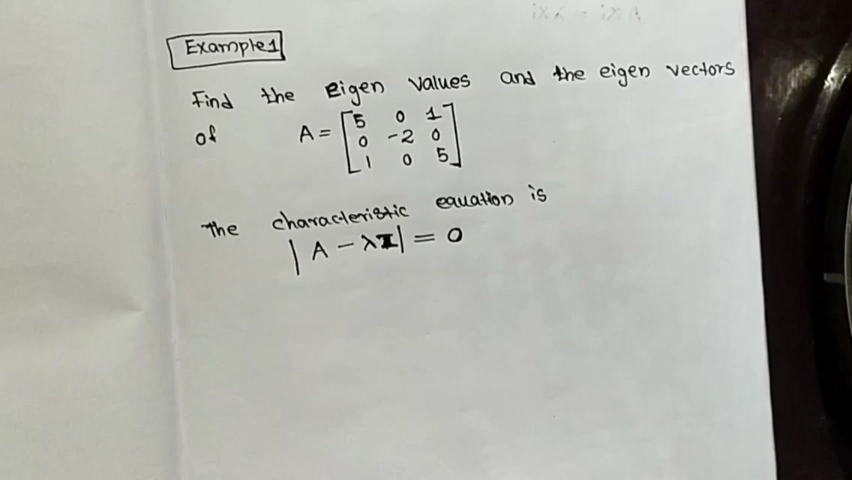 Example 1
Find the Eigen values and the eigen vectors
of A = [5 0 1
0 -2 0
1 0 5]
The characteristic equation is
|A - λI| = 0